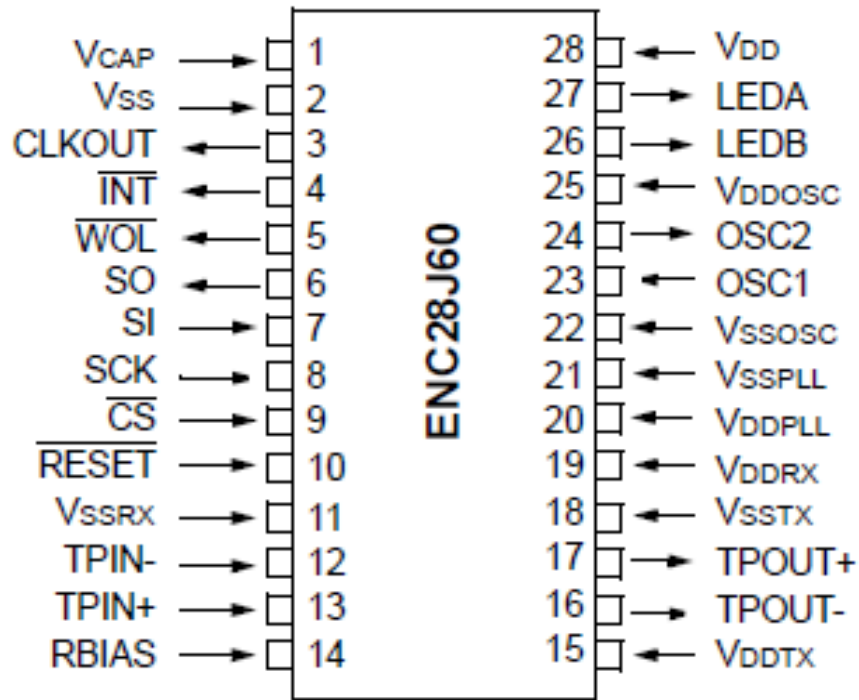 VCAP 1 28 VDD
VSS 2 27 LEDA
CLKOUT 3 26 LEDB
INT 4 25 VDDOSC
WOL 5 24 OSC2
SO 6 23 OSC1
SI 7 22 VSSOSC
SCK 8 21 VSSPLL
CS 9 20 VDDPLL
RESET 10 19 VDDRX
VSSRX 11 18 VSSTX
TPIN- 12 17 TPOUT+
TPIN+ 13 16 TPOUT-
RBIAS 14 15 VDDTX
ENC28J60